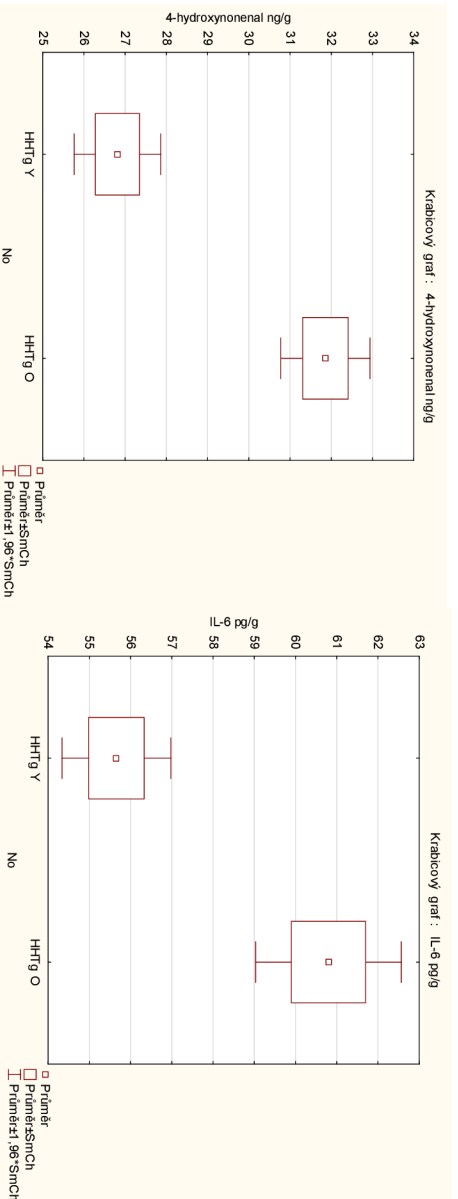 Krabicový graf : 4-hydroxynonenal ng/g
4-hydroxynonenal ng/g
34
33
32
31
30
29
28
27
26
25
HHTg Y
HHTg O
No
Průměr
Průměr±SmCh
Průměr±1,96*SmCh
Krabicový graf : IL-6 pg/g
IL-6 pg/g
63
62
61
60
59
58
57
56
55
54
HHTg Y
HHTg O
No
Průměr
Průměr±SmCh
Průměr±1,96*SmCh